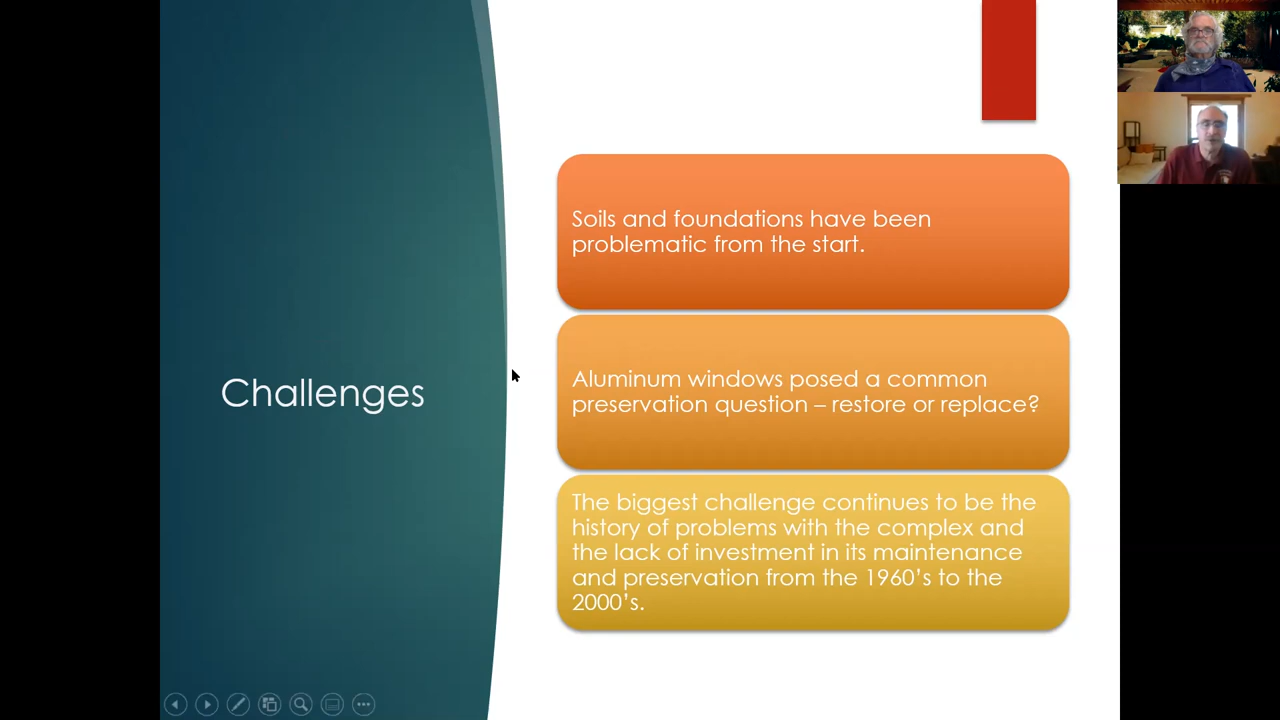 Challenges
Soils and foundations have been
problematic from the start.
Aluminum windows posed a common
preservation question – restore or replace?
The biggest challenge continues to be the
history of problems with the complex and
the lack of investment in its maintenance
and preservation from the 1960's to the
2000's.